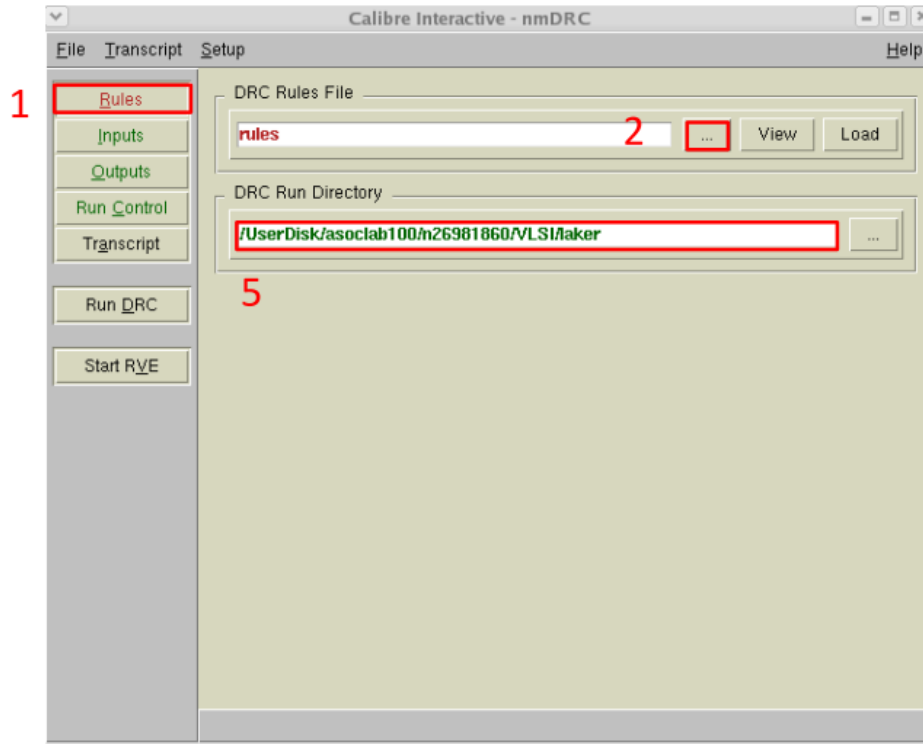 Calibre Interactive - nmDRC
File Transcript Setup Help
1
Rules
Inputs
Outputs
Run Control
Transcript
Run DRC
Start RVE
DRC Rules File
rules 2 ... View Load
DRC Run Directory
/UserDisk/asoclab100/n26981860/VLSI/laker ...
5